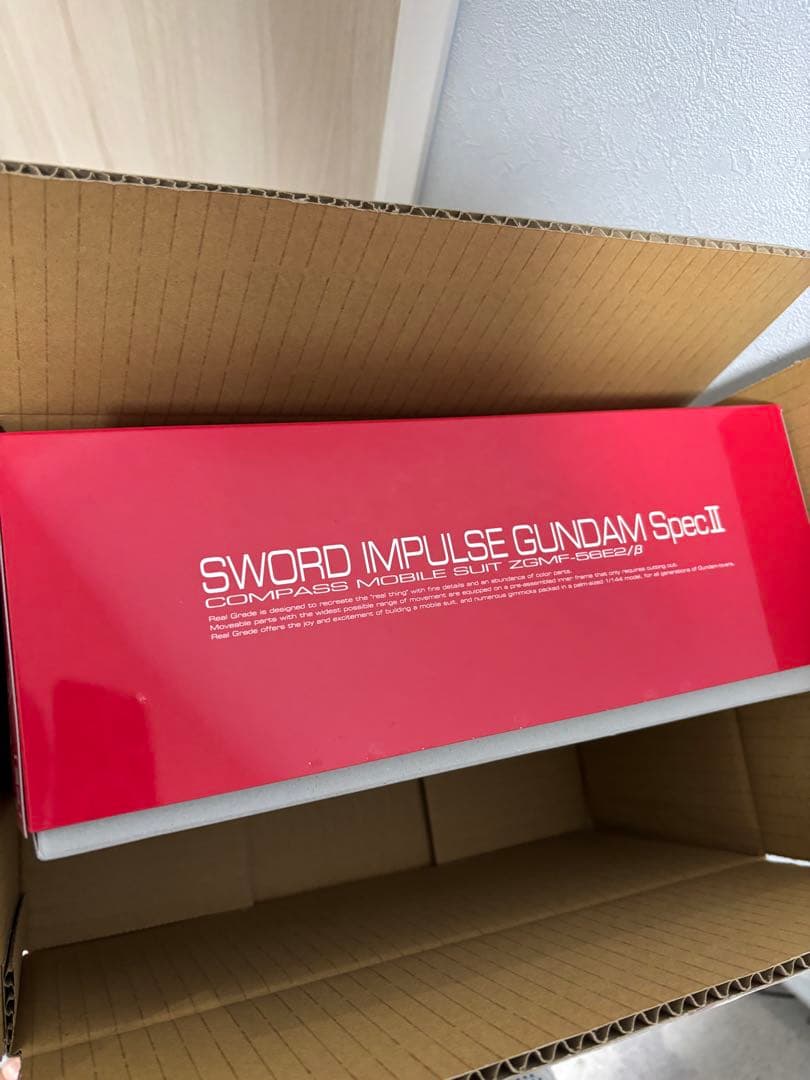 SWORD IMPULSE GUNDAM SpecⅡ
COMPASS MOBILE SUIT ZGMF-56E2/β
Real Grade is designed to recreate the "real thing" with fine details and an abundance of color parts.
Moveable parts with the widest possible range of movement are equipped on a pre-assembled inner frame that only requires cutting out.
Real Grade offers the joy and excitement of building a mobile suit, and numerous gimmicks packed in a palm-sized 1/144 model, for all generations of Gundam-lovers.